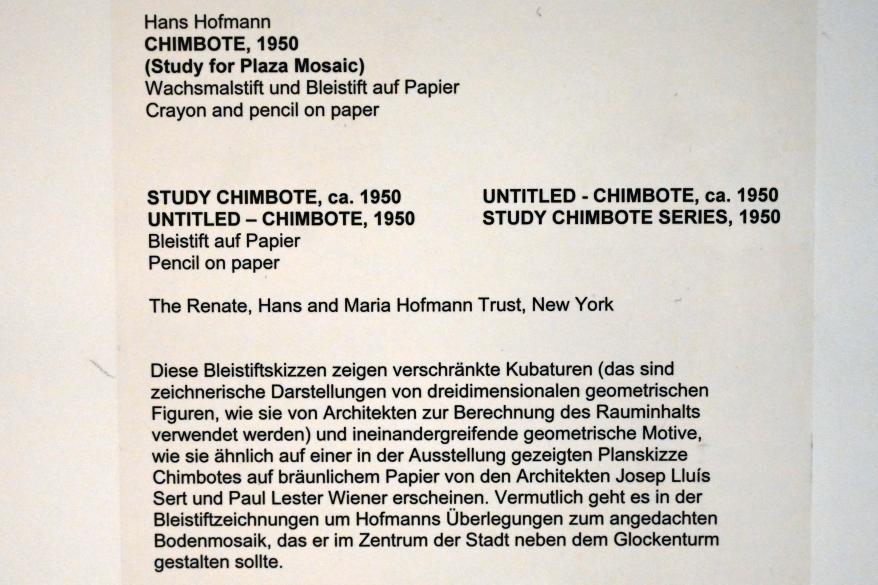 Hans Hofmann
CHIMBOTE, 1950
(Study for Plaza Mosaic)
Wachsmalstift und Bleistift auf Papier
Crayon and pencil on paper
STUDY CHIMBOTE, ca. 1950
UNTITLED – CHIMBOTE, 1950
Bleistift auf Papier
Pencil on paper
UNTITLED - CHIMBOTE, ca. 1950
STUDY CHIMBOTE SERIES, 1950
The Renate, Hans and Maria Hofmann Trust, New York
Diese Bleistiftskizzen zeigen verschränkte Kubaturen (das sind
zeichnerische Darstellungen von dreidimensionalen geometrischen
Figuren, wie sie von Architekten zur Berechnung des Rauminhalts
verwendet werden) und ineinandergreifende geometrische Motive,
wie sie ähnlich auf einer in der Ausstellung gezeigten Planskizze
Chimbotes auf bräunlichem Papier von den Architekten Josep Lluís
Sert und Paul Lester Wiener erscheinen. Vermutlich geht es in der
Bleistiftzeichnungen um Hofmanns Überlegungen zum angedachten
Bodenmosaik, das er im Zentrum der Stadt neben dem Glockenturm
gestalten sollte.